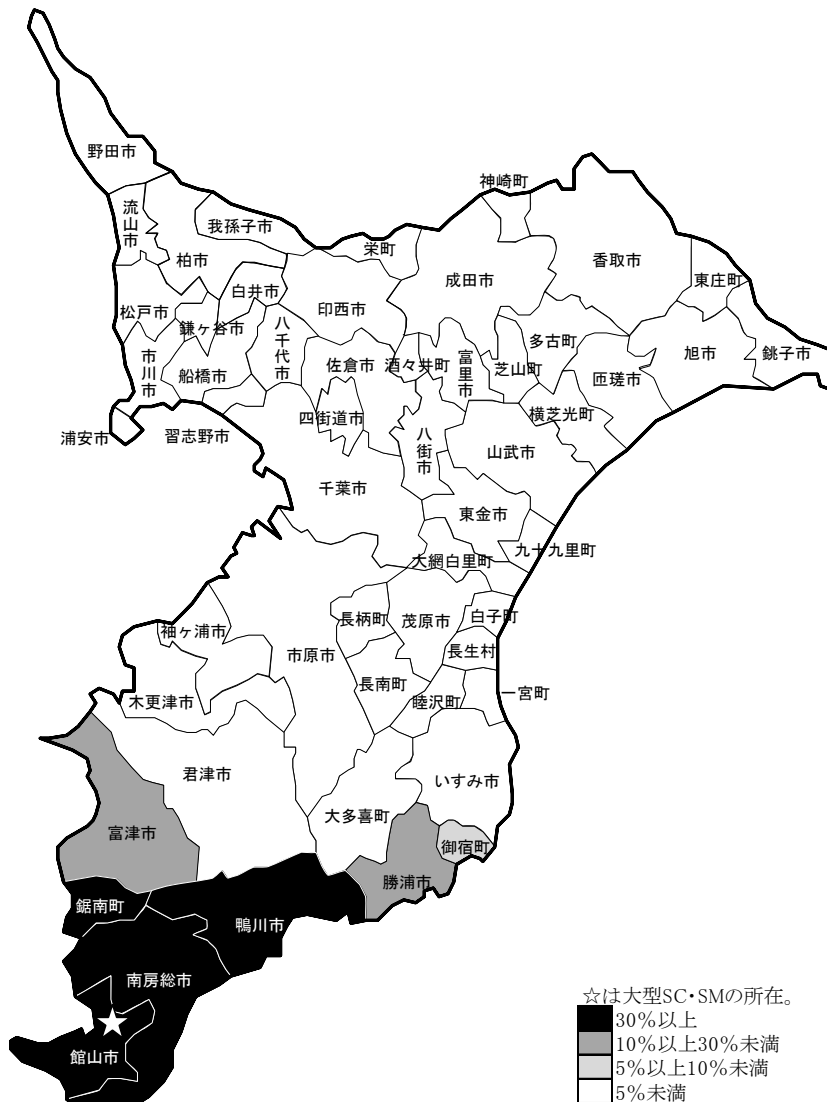 野田市
神崎町
流山市
我孫子市
栄町
柏市
成田市
香取市
東庄町
白井市
印西市
松戸市
鎌ヶ谷市
八千代市
多古町
旭市
銚子市
市川市
船橋市
佐倉市
酒々井町
富里市
芝山町
匝瑳市
四街道市
横芝光町
浦安市
習志野市
八街市
山武市
千葉市
東金市
大網白里町
九十九里町
長柄町
茂原市
白子町
袖ヶ浦市
市原市
長生村
長南町
木更津市
睦沢町
一宮町
君津市
いすみ市
大多喜町
富津市
御宿町
勝浦市
鋸南町
鴨川市
南房総市
館山市
☆は大型SC・SMの所在。
30%以上
10%以上30%未満
5%以上10%未満
5%未満